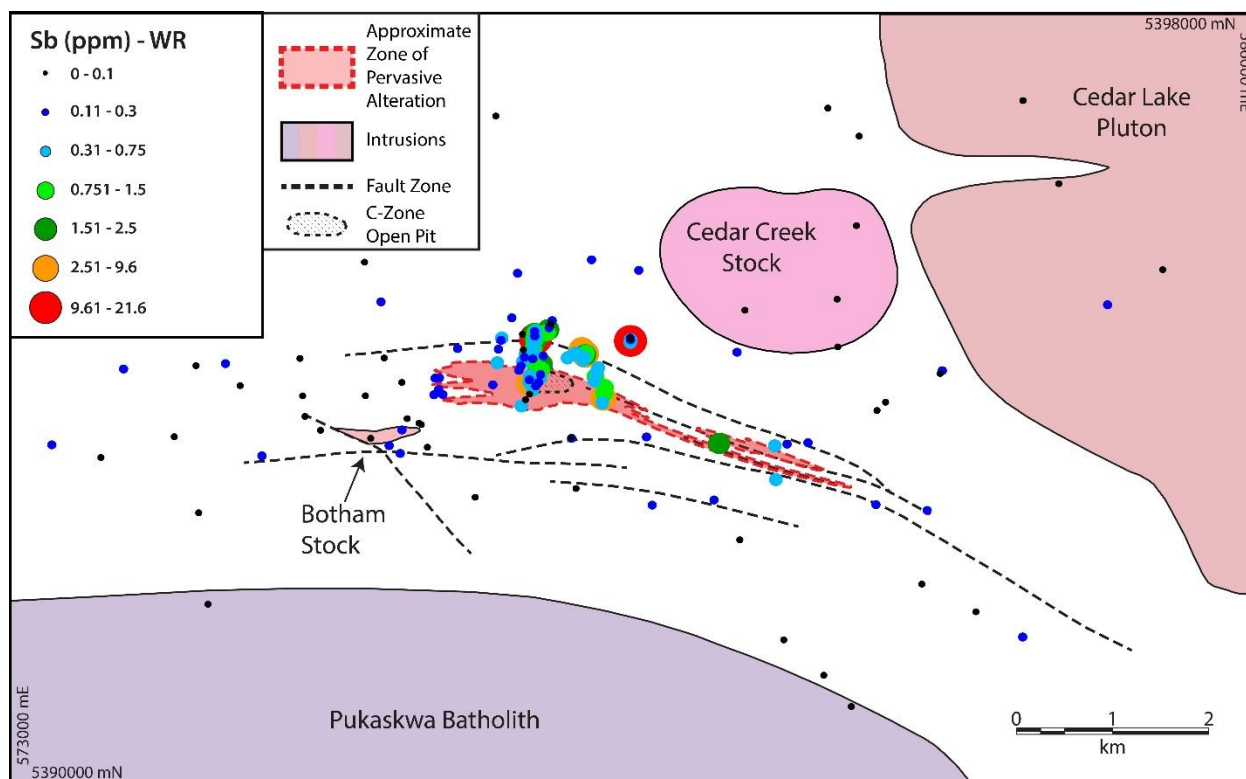 Sb (ppm) - WR
0 - 0.1
0.11 - 0.3
0.31 - 0.75
0.751 - 1.5
1.51 - 2.5
2.51 - 9.6
9.61 - 21.6
Approximate
Zone of
Pervasive
Alteration
Intrusions
Fault Zone
C-Zone
Open Pit
5398000 mN
580000 mE
Cedar Lake
Pluton
Cedar Creek
Stock
Botham
Stock
Pukaskwa Batholith
573000 mE
5390000 mN
0 1 2
km